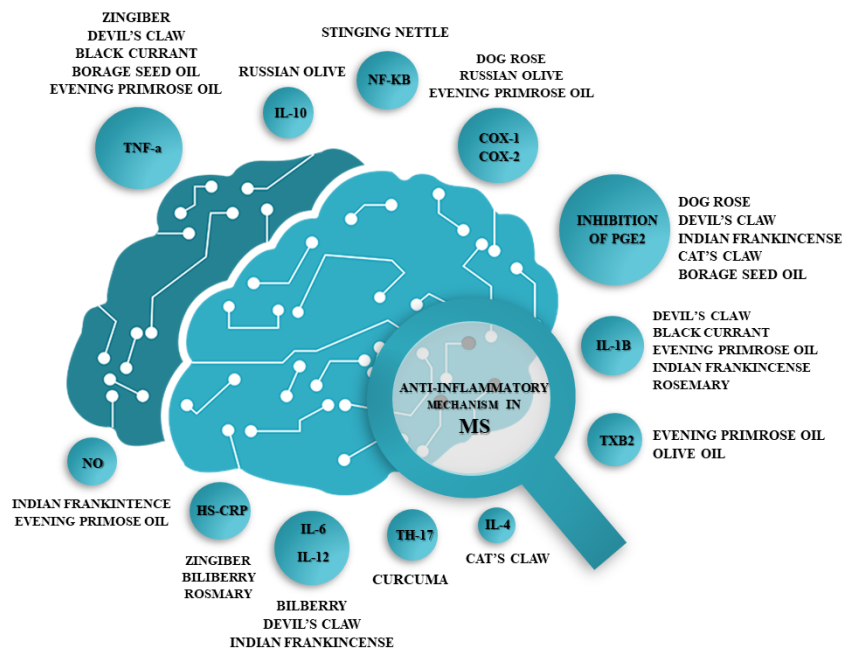 ZINGIBER
DEVIL'S CLAW
BLACK CURRANT
BORAGE SEED OIL
EVENING PRIMROSE OIL
TNF-a
RUSSIAN OLIVE
IL-10
STINGING NETTLE
NF-KB
DOG ROSE
RUSSIAN OLIVE
EVENING PRIMROSE OIL
COX-1
COX-2
INHIBITION
OF PGE2
DOG ROSE
DEVIL'S CLAW
INDIAN FRANKINCENSE
CAT'S CLAW
BORAGE SEED OIL
IL-1B
DEVIL'S CLAW
BLACK CURRANT
EVENING PRIMROSE OIL
INDIAN FRANKINCENSE
ROSEMARY
ANTI-INFLAMMATORY
MECHANISM IN
MS
TXB2
EVENING PRIMROSE OIL
OLIVE OIL
NO
INDIAN FRANKINTENCE
EVENING PRIMOSE OIL
HS-CRP
ZINGIBER
BILIBERRY
ROSMARY
IL-6
IL-12
BILBERRY
DEVIL'S CLAW
INDIAN FRANKINCENSE
TH-17
CURCUMA
IL-4
CAT'S CLAW